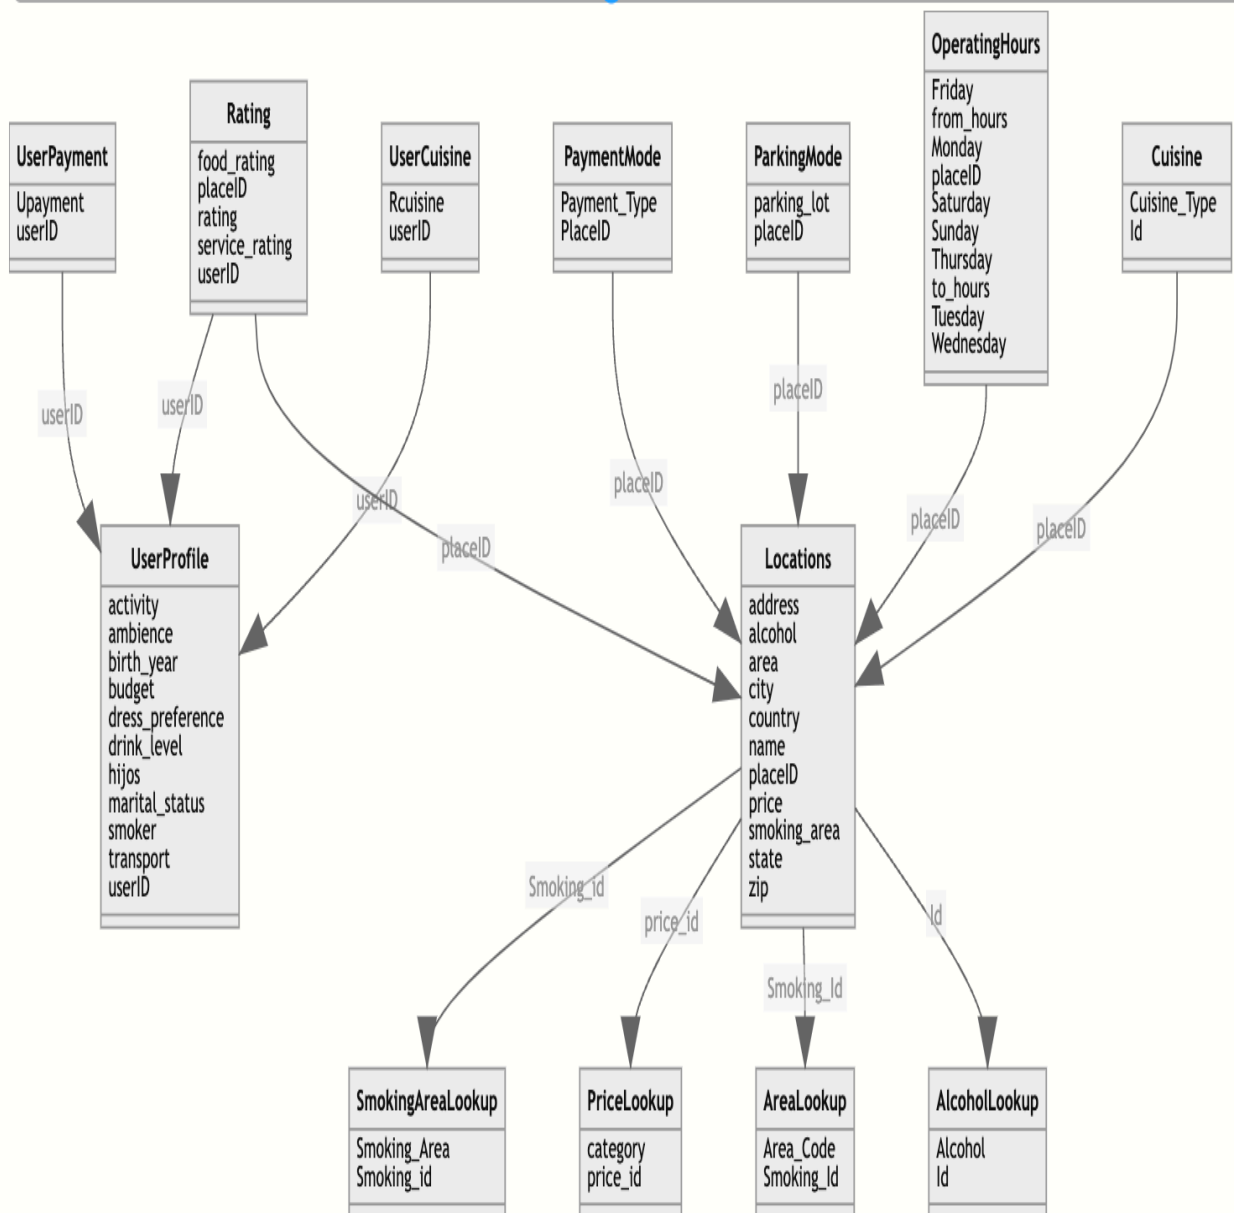 OperatingHours
Friday
from_hours
Monday
placeID
Saturday
Sunday
Thursday
to_hours
Tuesday
Wednesday
Rating
food_rating
placeID
rating
service_rating
userID
UserPayment
Upayment
userID
UserCuisine
Rcuisine
userID
PaymentMode
Payment_Type
PlaceID
ParkingMode
parking_lot
placeID
Cuisine
Cuisine_Type
Id
userID
userID
userID
placeID
placeID
placeID
placeID
placeID
UserProfile
activity
ambience
birth_year
budget
dress_preference
drink_level
hijos
marital_status
smoker
transport
userID
Locations
address
alcohol
area
city
country
name
placeID
price
smoking_area
state
zip
Smoking_id
price_id
Smoking_Id
Id
SmokingAreaLookup
Smoking_Area
Smoking_id
PriceLookup
category
price_id
AreaLookup
Area_Code
Smoking_Id
AlcoholLookup
Alcohol
Id